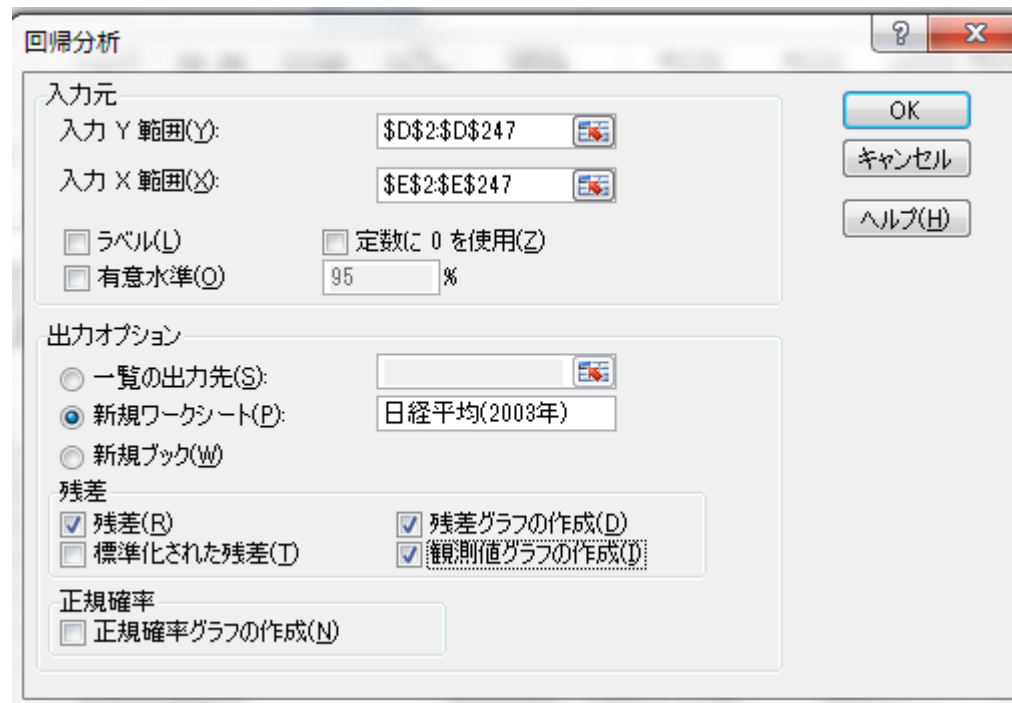 回帰分析
入力元
入力 Y 範囲(Y):
$D$2:$D$247
OK
入力 X 範囲(X):
$E$2:$E$247
キャンセル
ヘルプ(H)
ラベル(L)
定数に 0 を使用(Z)
有意水準(O)
95
%
出力オプション
一覧の出力先(S):
新規ワークシート(P):
日経平均(2003年)
新規ブック(W)
残差
残差(R)
残差グラフの作成(D)
標準化された残差(T)
観測値グラフの作成(I)
正規確率
正規確率グラフの作成(N)